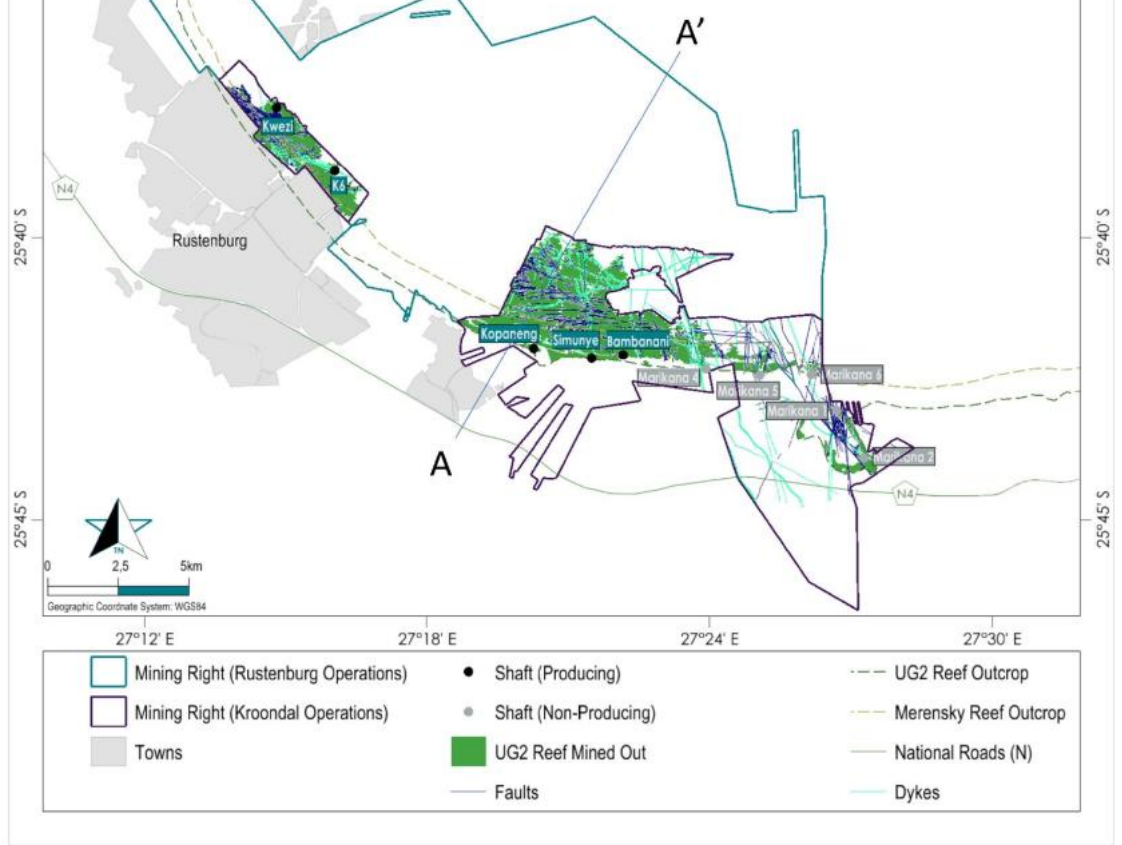 A'
Kwezi
N4
K6
25°40' S
25°40' S
Rustenburg
Kopaneng
Simunye
Bambanani
Marikana 4
Marikana 6
Marikana 5
Marikana 1
A
Marikana 2
N4
25°45' S
25°45' S
TN
0 2,5 5km
Geographic Coordnate System: WGS84
27°12' E 27°18' E 27°24' E 27°30' E
Mining Right (Rustenburg Operations)
Shaft (Producing)
UG2 Reef Outcrop
Mining Right (Kroondal Operations)
Shaft (Non-Producing)
Merensky Reef Outcrop
Towns
UG2 Reef Mined Out
National Roads (N)
Faults
Dykes